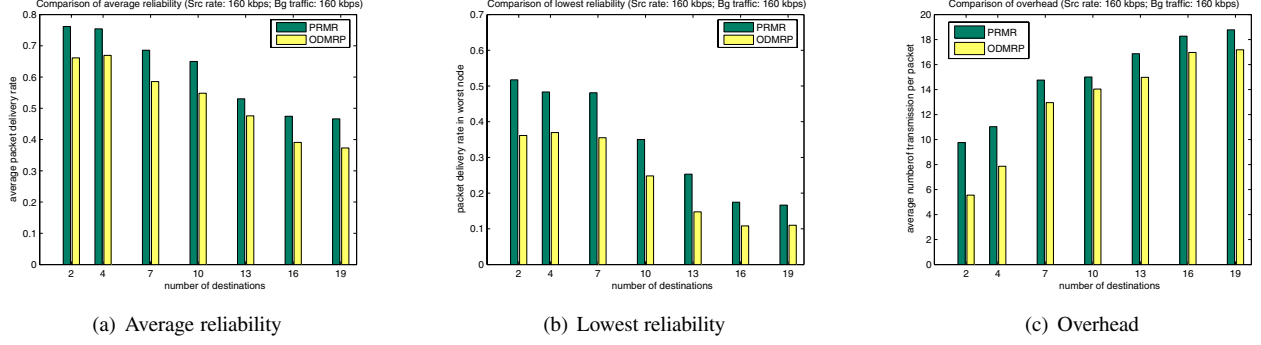 Comparison of average reliability (Src rate: 160 kbps; Bg traffic: 160 kbps)
0.8
0.7
0.6
0.5
0.4
0.3
0.2
0.1
0
average packet delivery rate
PRMR
ODMRP
2 4 7 10 13 16 19
number of destinations
(a) Average reliability
Comparison of lowest reliability (Src rate: 160 kbps; Bg traffic: 160 kbps)
0.7
0.6
0.5
0.4
0.3
0.2
0.1
0
packet delivery rate in worst node
PRMR
ODMRP
2 4 7 10 13 16 19
number of destinations
(b) Lowest reliability
Comparison of overhead (Src rate: 160 kbps; Bg traffic: 160 kbps)
20
18
16
14
12
10
8
6
4
2
0
average numberof transmission per packet
PRMR
ODMRP
2 4 7 10 13 16 19
number of destinations
(c) Overhead